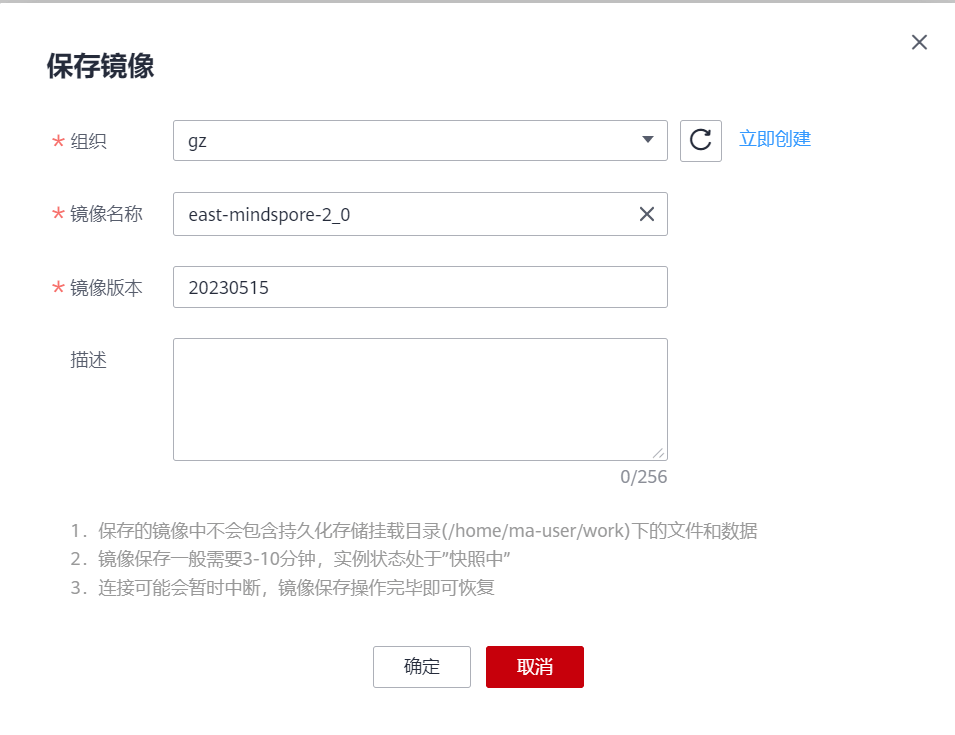 保存镜像
* 组织 gz 立即创建
* 镜像名称 east-mindspore-2_0
* 镜像版本 20230515
描述
0/256
1. 保存的镜像中不会包含持久化存储挂载目录(/home/ma-user/work)下的文件和数据
2. 镜像保存一般需要3-10分钟，实例状态处于”快照中”
3. 连接可能会暂时中断，镜像保存操作完毕即可恢复
确定 取消